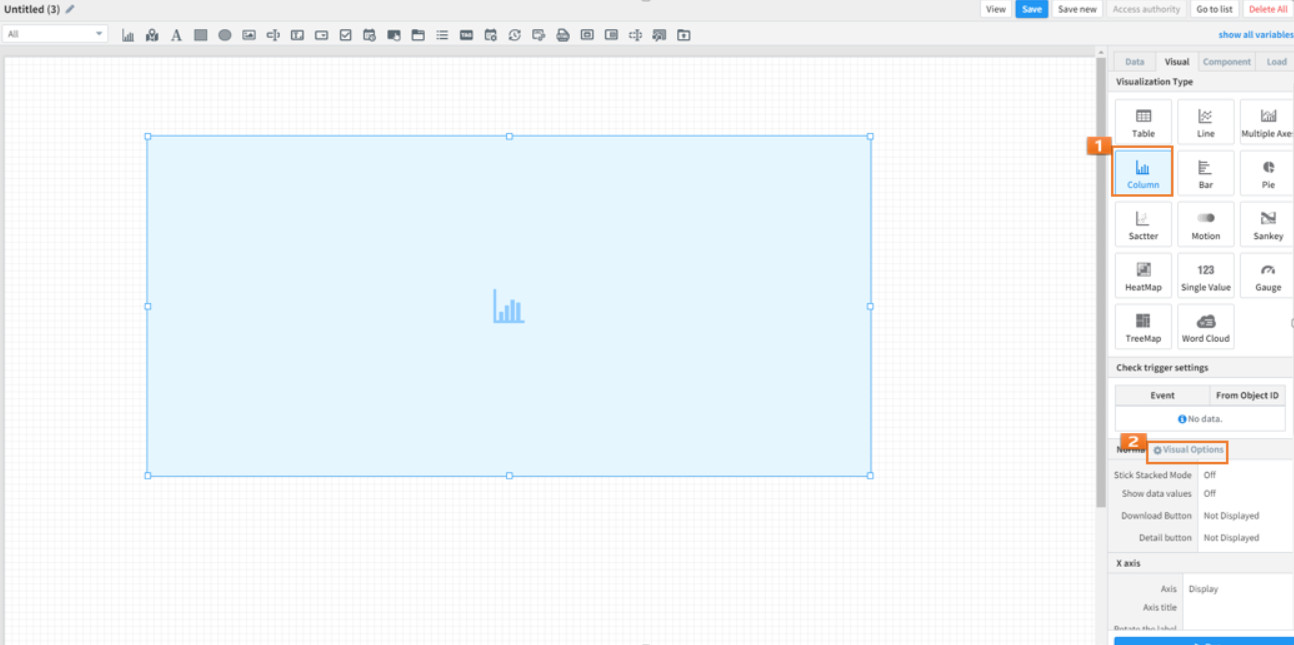 Untitled (3)
View
Save
Save new
Access authority
Go to list
Delete All
All
show all variables
Data
Visual
Component
Load
Visualization Type
Table
Line
Multiple Axe
1
Column
Bar
Pie
Sactter
Motion
Sankey
HeatMap
123
Single Value
Gauge
TreeMap
Word Cloud
Check trigger settings
Event
From Object ID
No data.
2
Norma
Visual Options
Stick Stacked Mode Off
Show data values Off
Download Button Not Displayed
Detail button Not Displayed
X axis
Axis Display
Axis title
Rotate the label